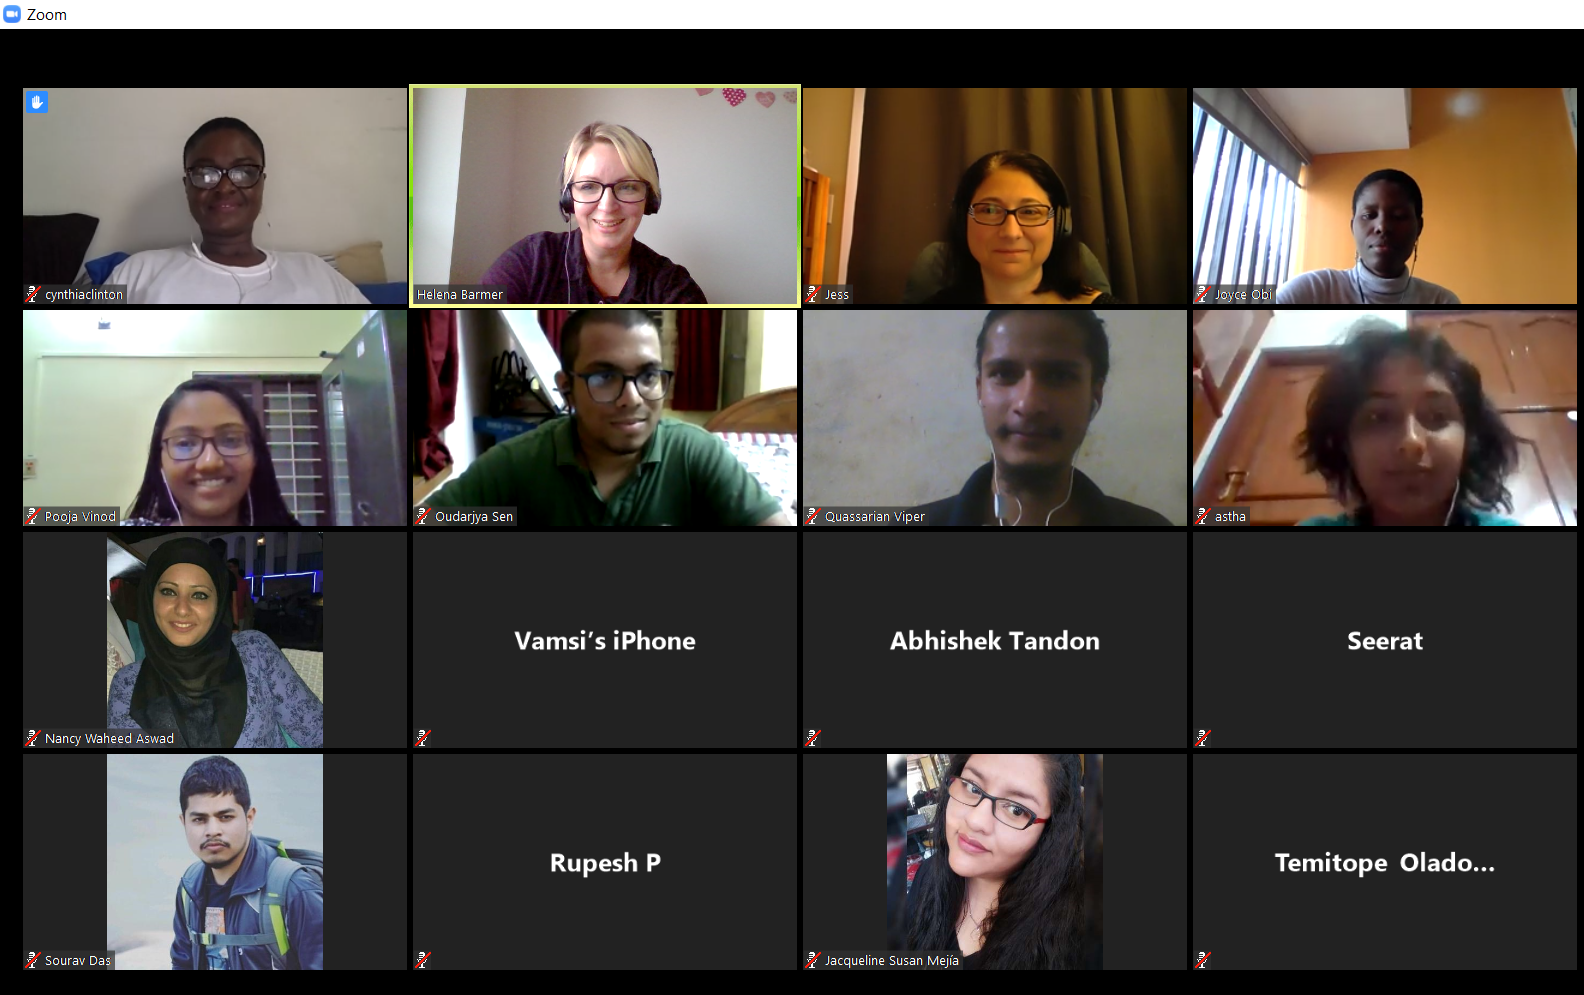 Zoom
cynthiaclinton
Helena Barmer
Jess
Joyce Obi
Pooja Vinod
Oudarjya Sen
Quassarian Viper
astha
Nancy Waheed Aswad
Vamsi’s iPhone
Abhishek Tandon
Seerat
Sourav Das
Rupesh P
Jacqueline Susan Mejía
Temitope Olado...